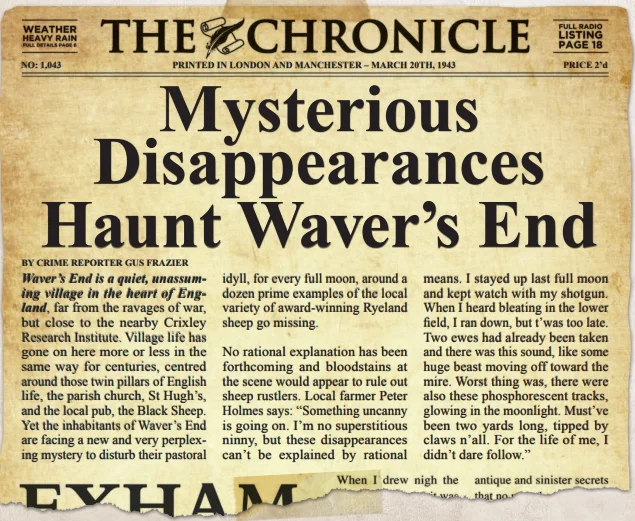 WEATHER
HEAVY RAIN
FULL DETAILS PAGE 8
THE CHRONICLE
FULL RADIO
LISTING
PAGE 18
NO: 1,043
PRINTED IN LONDON AND MANCHESTER – MARCH 20TH, 1943
PRICE 2'd
Mysterious
Disappearances
Haunt Waver's End
BY CRIME REPORTER GUS FRAZIER
Waver's End is a quiet, unassum-
ing village in the heart of Eng-
land, far from the ravages of war,
but close to the nearby Crixley
Research Institute. Village life has
gone on here more or less in the
same way for centuries, centred
around those twin pillars of English
life, the parish church, St Hugh's,
and the local pub, the Black Sheep.
Yet the inhabitants of Waver's End
are facing a new and very perplex-
ing mystery to disturb their pastoral
idyll, for every full moon, around a
dozen prime examples of the local
variety of award-winning Ryeland
sheep go missing.
No rational explanation has been
forthcoming and bloodstains at
the scene would appear to rule out
sheep rustlers. Local farmer Peter
Holmes says: “Something uncanny
is going on. I'm no superstitious
ninny, but these disappearances
can't be explained by rational
means. I stayed up last full moon
and kept watch with my shotgun.
When I heard bleating in the lower
field, I ran down, but t'was too late.
Two ewes had already been taken
and there was this sound, like some
huge beast moving off toward the
mire. Worst thing was, there were
also these phosphorescent tracks,
glowing in the moonlight. Must've
been two yards long, tipped by
claws n'all. For the life of me, I
didn't dare follow.”
EXHAM
When I drew nigh the
it was
antique and sinister secrets
that no